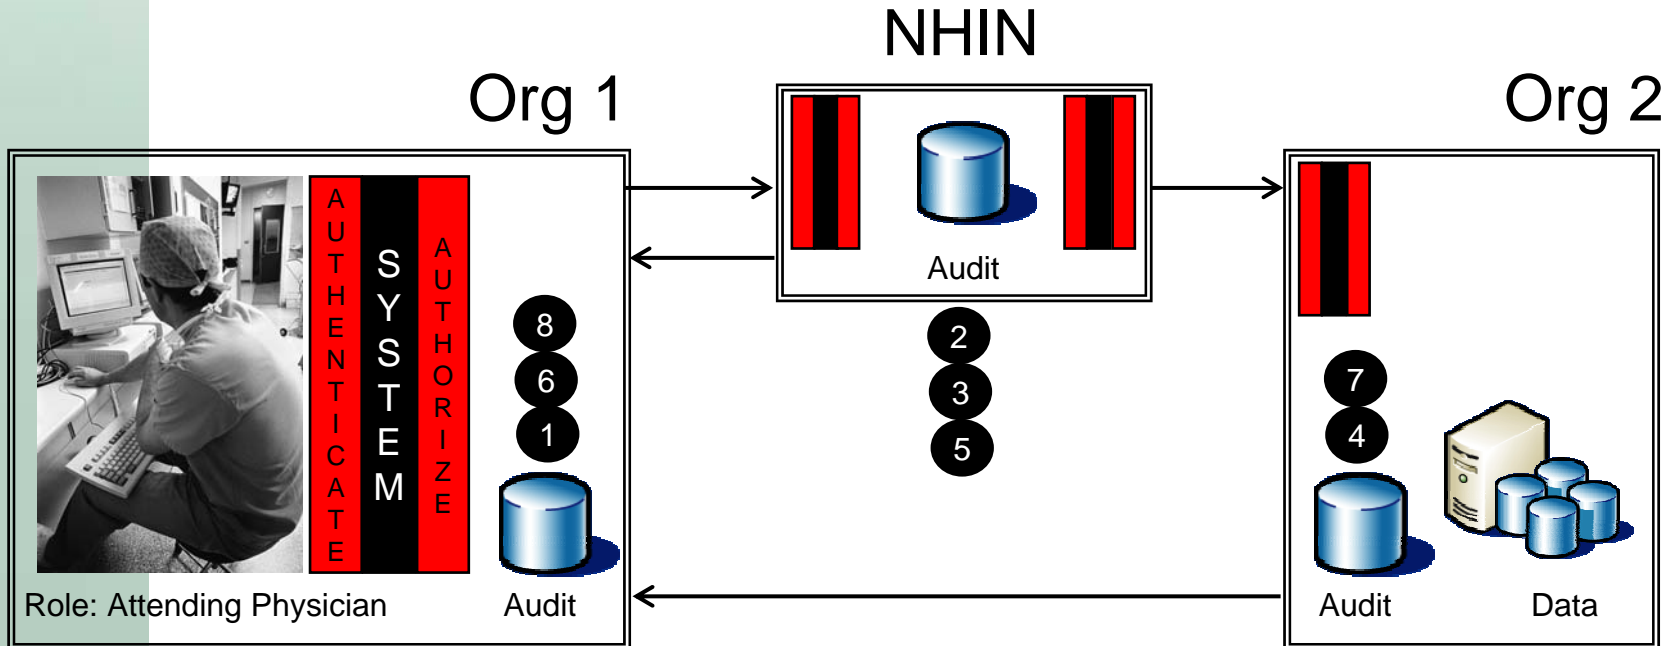 NHIN
Org 1
Org 2
AUTHENTICATE
SYSTEM
AUTHORIZE
8
6
1
Audit
2
3
5
7
4
Role: Attending Physician
Audit
Audit
Data